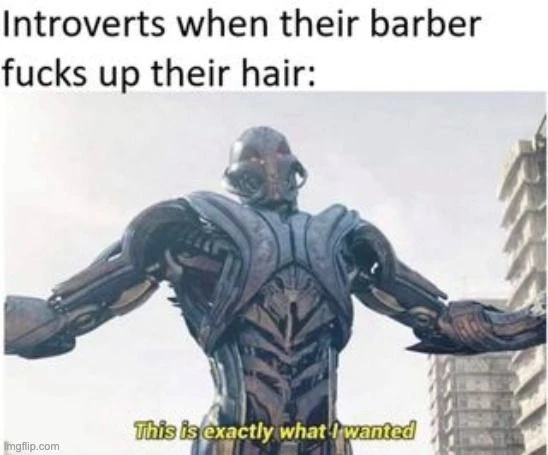 Introverts when their barber
fucks up their hair:
This is exactly what I wanted
imgflip.com